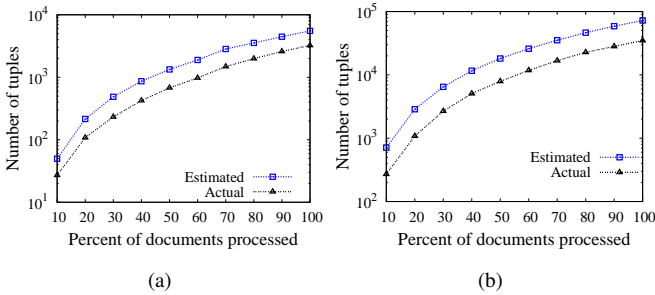 10^4
10^3
10^2
10^1
Number of tuples
Estimated
Actual
10 20 30 40 50 60 70 80 90 100
Percent of documents processed
(a)
10^5
10^4
10^3
10^2
Number of tuples
Estimated
Actual
10 20 30 40 50 60 70 80 90 100
Percent of documents processed
(b)